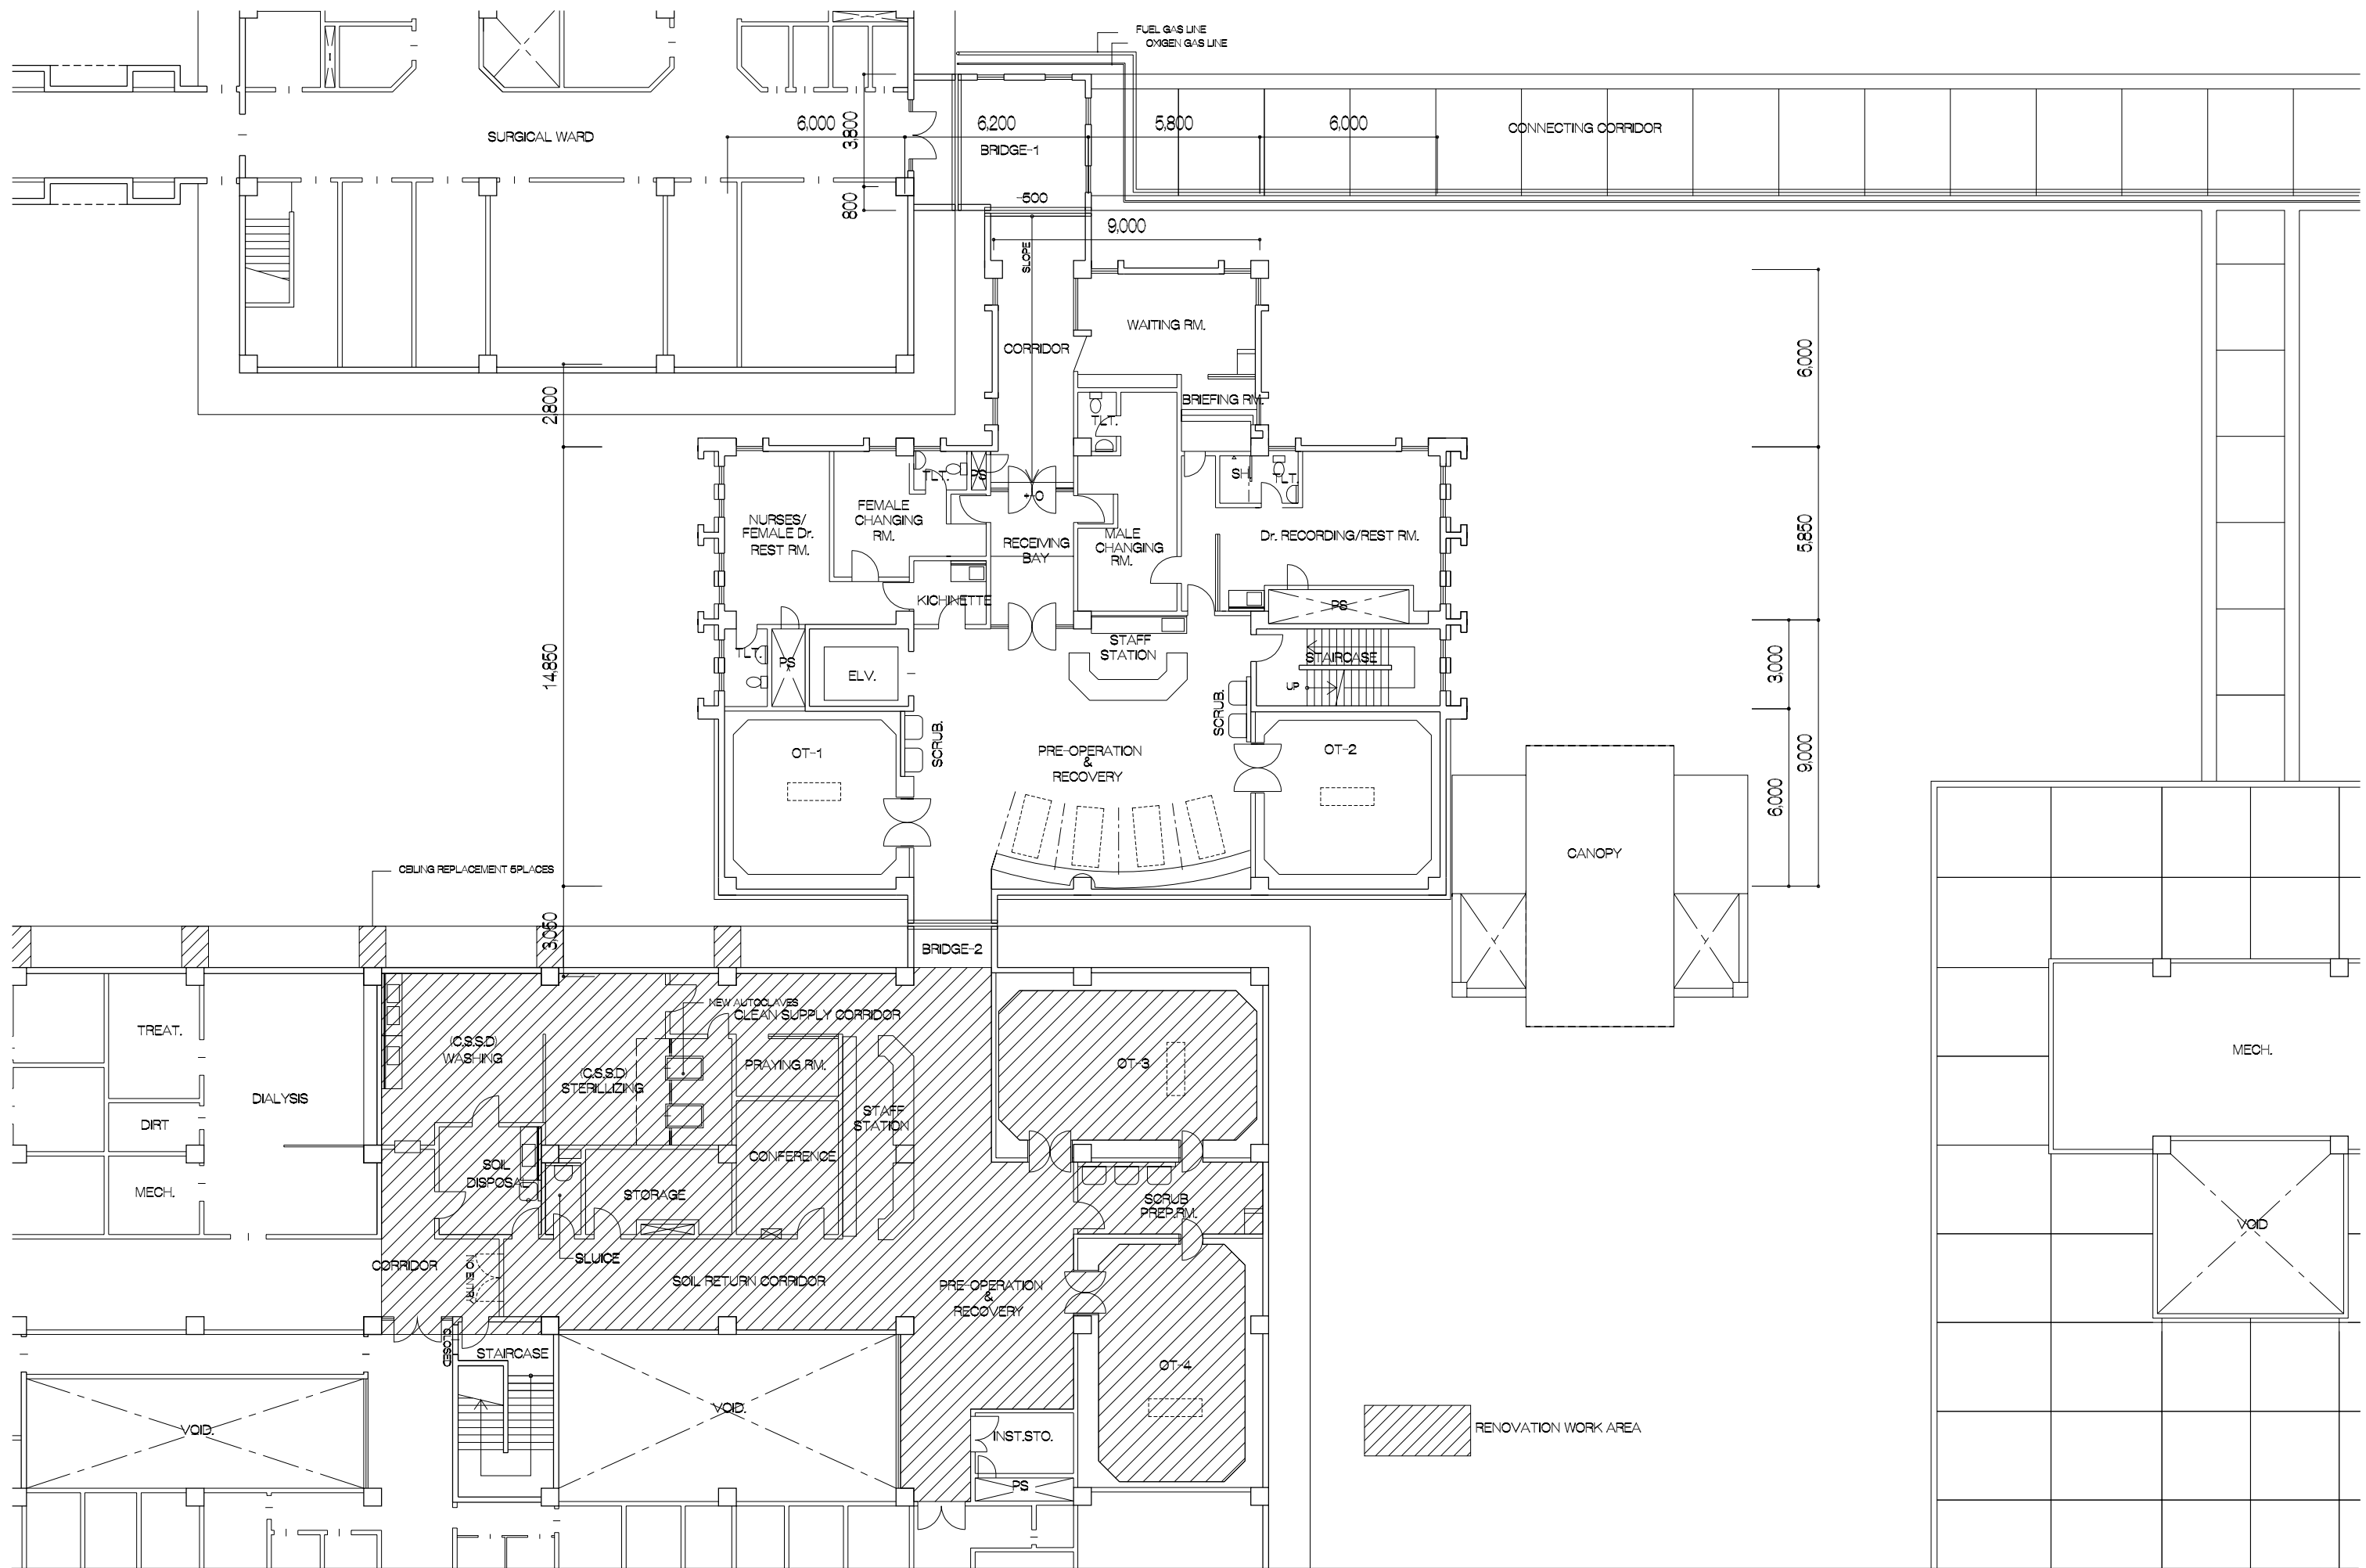 FUEL GAS LINE
OXIGEN GAS LINE
SURGICAL WARD
6,000
6,200
5,800
6,000
CONNECTING CORRIDOR
3,800
800
BRIDGE-1
-500
9,000
SLOPE
WAITING RM.
CORRIDOR
6,000
2,800
BRIEFING RM.
TLT.
TLT.
PS
SH
TLT.
±0
FEMALE
CHANGING
RM.
NURSES/
FEMALE Dr.
REST RM.
RECEIVING
BAY
MALE
CHANGING
RM.
Dr. RECORDING/REST RM.
5,850
KICHINETTE
PS
STAFF
STATION
TLT.
PS
ELV.
STAIRCASE
UP
3,000
14,850
SCRUB.
SCRUB.
OT-1
PRE-OPERATION
&
RECOVERY
OT-2
9,000
6,000
CANOPY
CEILING REPLACEMENT 5PLACES
3,050
BRIDGE-2
NEW AUTOCLAVES
CLEAN SUPPLY CORRIDOR
TREAT.
(C.S.S.D)
WASHING
(C.S.S.D)
STERILLIZING
PRAYING RM.
OT-3
MECH.
DIALYSIS
DIRT
STAFF
STATION
CONFERENCE
SOIL
DISPOSAL
MECH.
STORAGE
SCRUB
PREP.RM.
VOID
CORRIDOR
NO ENTRY
SLUICE
SOIL RETURN CORRIDOR
PRE-OPERATION
&
RECOVERY
CLOSED
STAIRCASE
OT-4
VOID.
VOID.
INST.STO.
PS
RENOVATION WORK AREA